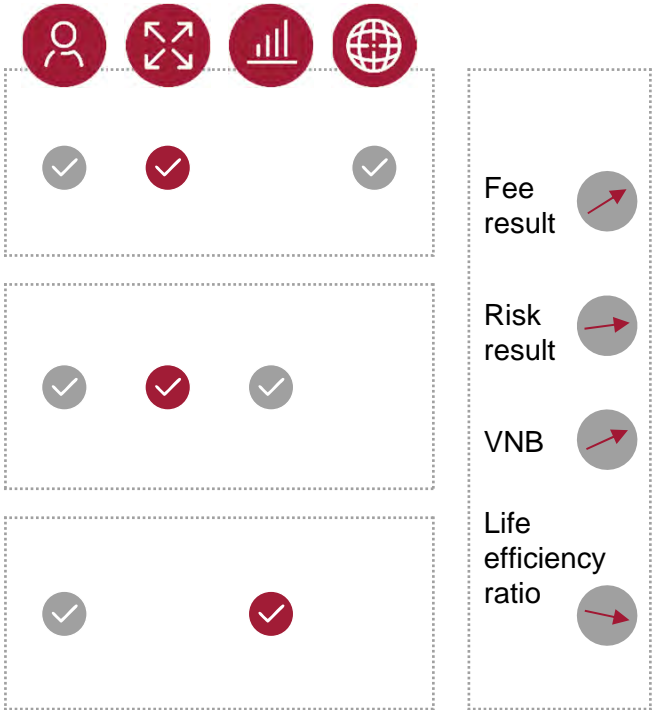 Fee
result
Risk
result
VNB
Life
efficiency
ratio